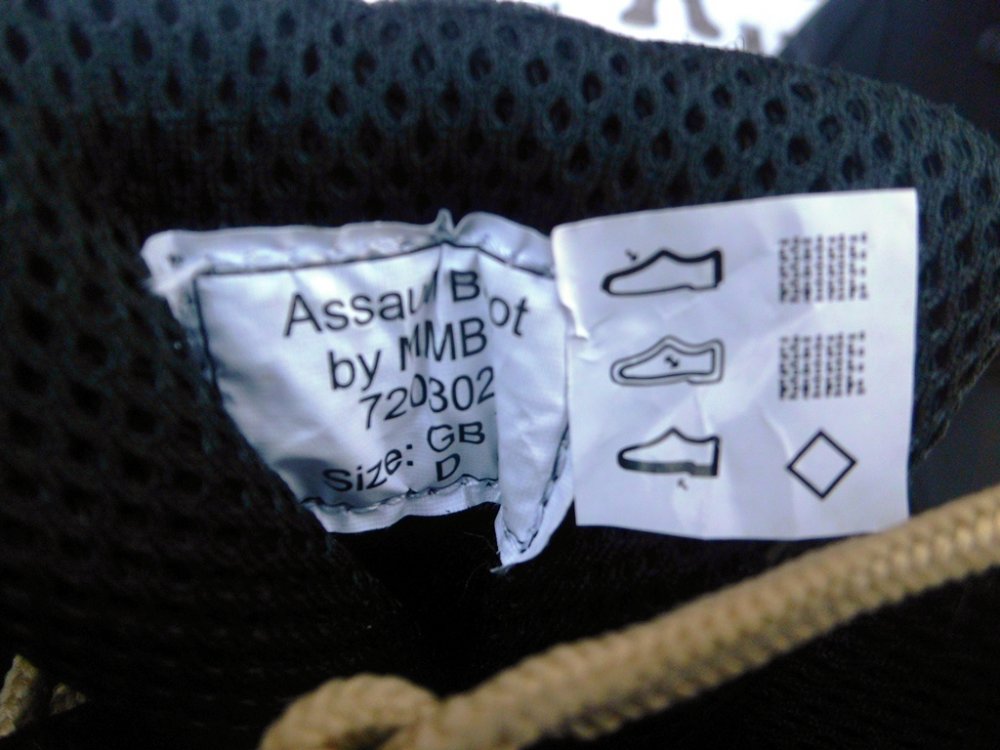 Assault Boot
by MMB
720302
Size: GB
D